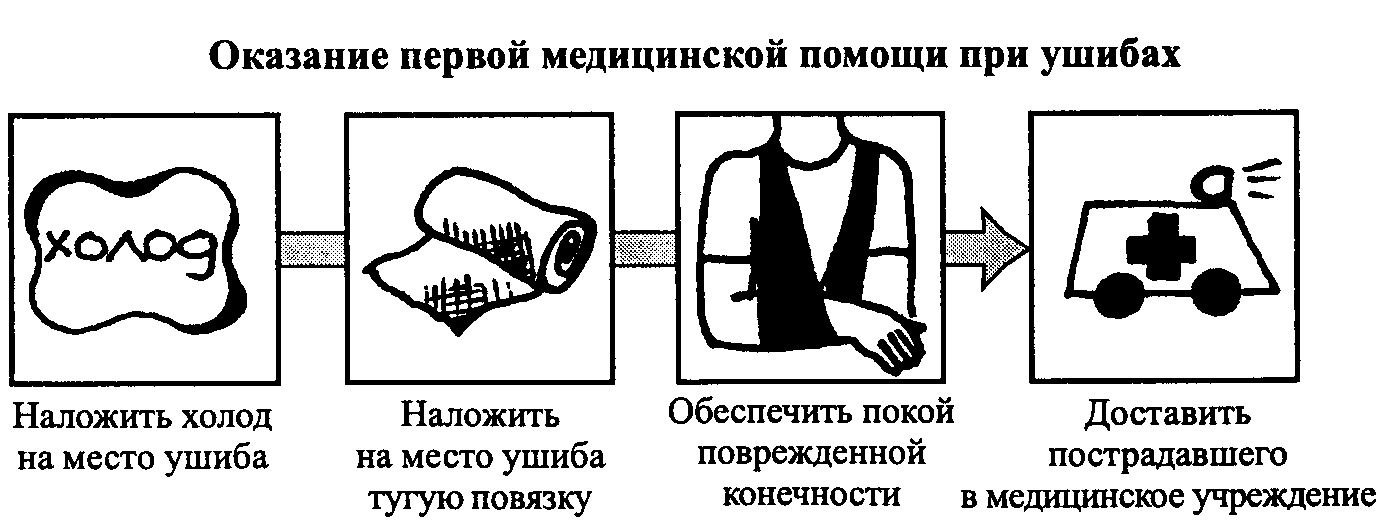 Оказание первой медицинской помощи при ушибах
холод
Наложить холод
на место ушиба
Наложить
на место ушиба
тугую повязку
Обеспечить покой
поврежденной
конечности
Доставить
пострадавшего
в медицинское учреждение